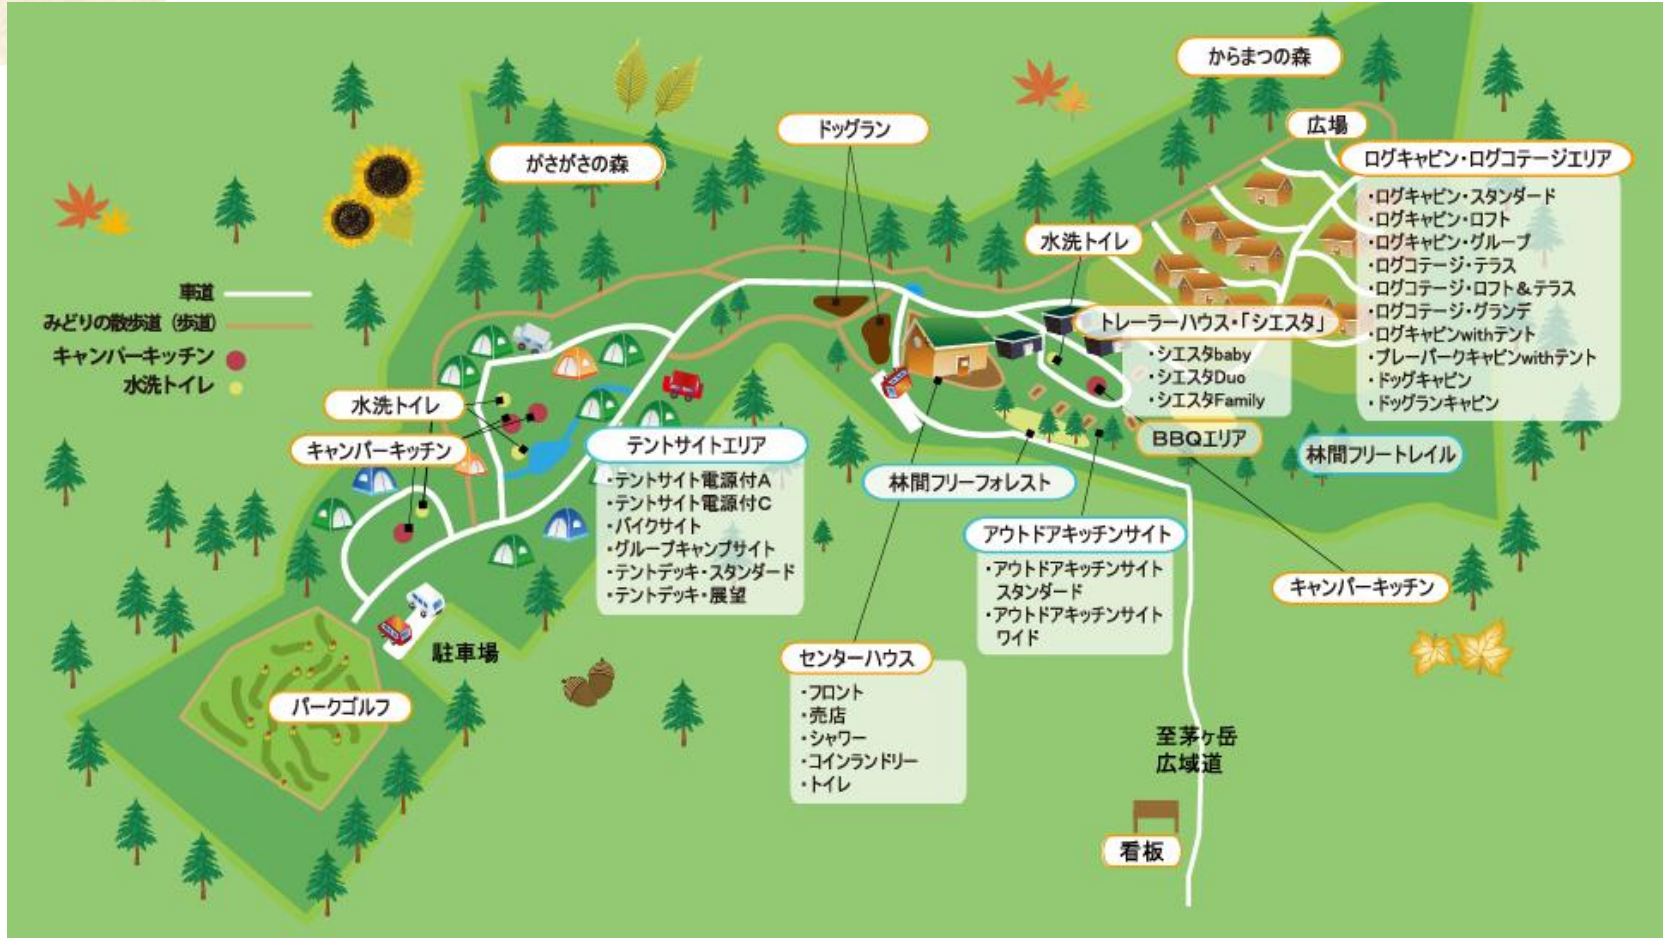 からまつの森
広場
ドッグラン
がさがさの森
ログキャビン・ログコテージエリア
・ログキャビン・スタンダード
・ログキャビン・ロフト
・ログキャビン・グループ
・ログコテージ・テラス
・ログコテージ・ロフト＆テラス
・ログコテージ・グランデ
・ログキャビンwithテント
・プレーパークキャビンwithテント
・ドッグキャビン
・ドッグランキャビン
水洗トイレ
車道
みどりの散歩道（歩道）
キャンパーキッチン
水洗トイレ
トレーラーハウス・「シエスタ」
・シエスタbaby
・シエスタDuo
・シエスタFamily
水洗トイレ
キャンパーキッチン
テントサイトエリア
・テントサイト電源付A
・テントサイト電源付C
・バイクサイト
・グループキャンプサイト
・テントデッキ・スタンダード
・テントデッキ・展望
BBQエリア
林間フリートレイル
林間フリーフォレスト
アウトドアキッチンサイト
・アウトドアキッチンサイト
スタンダード
・アウトドアキッチンサイト
ワイド
キャンパーキッチン
駐車場
センターハウス
・フロント
・売店
・シャワー
・コインランドリー
・トイレ
パークゴルフ
至茅ヶ岳
広域道
看板